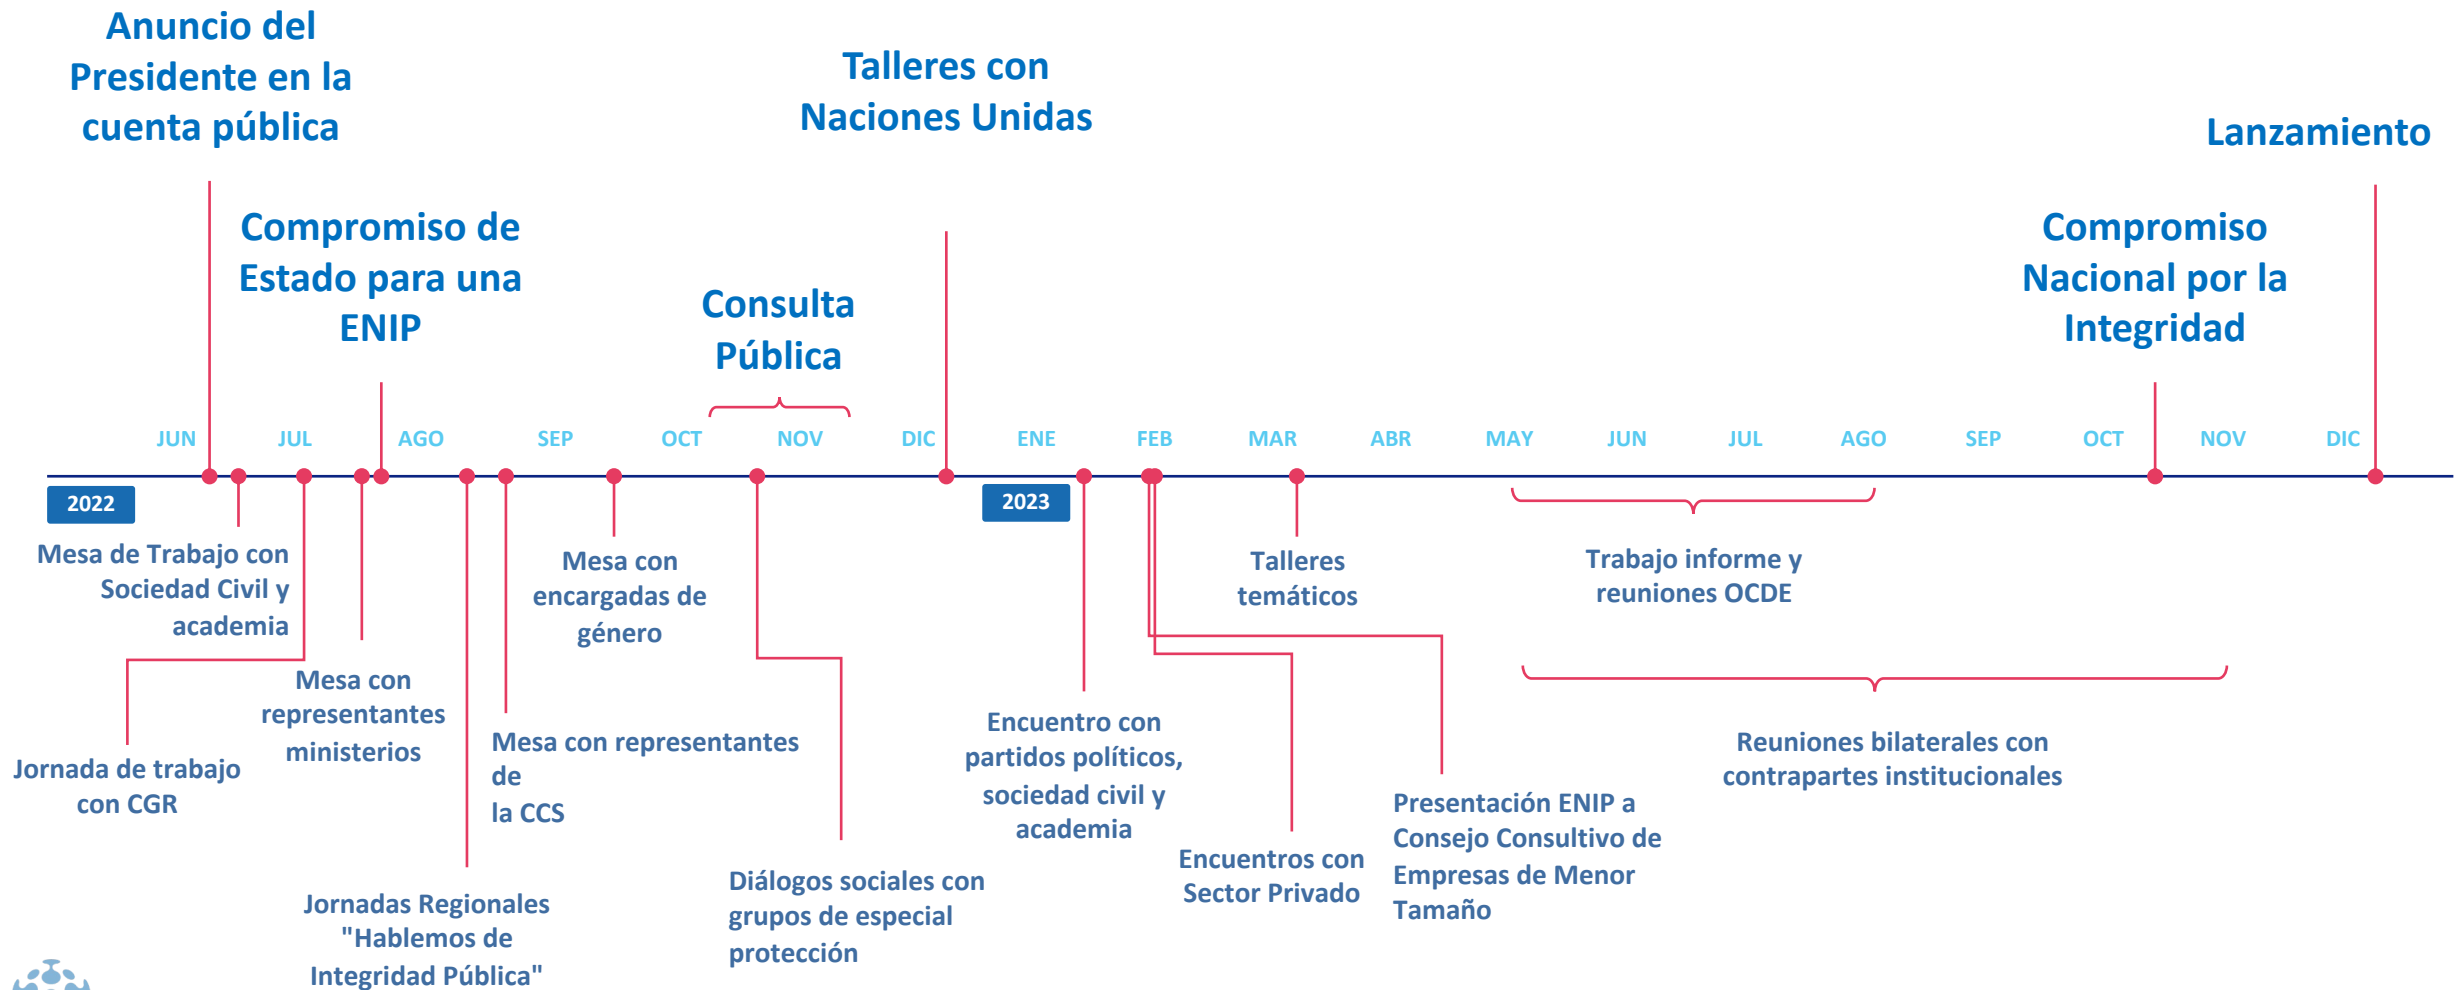 Anuncio del
Presidente en la
cuenta pública
Talleres con
Naciones Unidas
Lanzamiento
Compromiso de
Estado para una
ENIP
Compromiso
Nacional por la
Integridad
Consulta
Pública
JUN JUL AGO SEP OCT NOV DIC ENE FEB MAR ABR MAY JUN JUL AGO SEP OCT NOV DIC
2022
2023
Mesa de Trabajo con
Sociedad Civil y
academia
Mesa con
encargadas de
género
Talleres
temáticos
Trabajo informe y
reuniones OCDE
Mesa con
representantes
ministerios
Jornada de trabajo
con CGR
Mesa con representantes
de
la CCS
Encuentro con
partidos políticos,
sociedad civil y
academia
Reuniones bilaterales con
contrapartes institucionales
Presentación ENIP a
Consejo Consultivo de
Empresas de Menor
Tamaño
Encuentros con
Sector Privado
Diálogos sociales con
grupos de especial
protección
Jornadas Regionales
"Hablemos de
Integridad Pública"